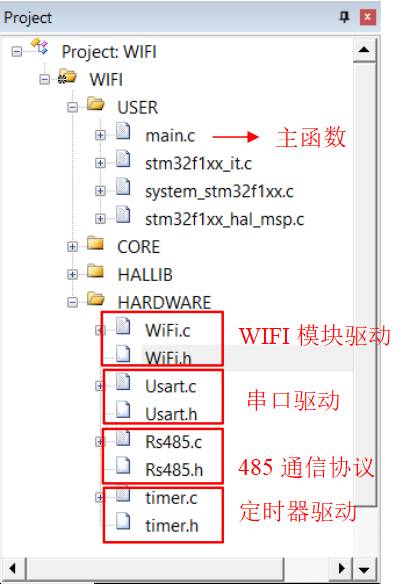 Project
Project: WIFI
WIFI
USER
main.c 主函数
stm32f1xx_it.c
system_stm32f1xx.c
stm32f1xx_hal_msp.c
CORE
HALLIB
HARDWARE
WiFi.c
WIFI 模块驱动
WiFi.h
Usart.c
串口驱动
Usart.h
Rs485.c
Rs485.h 485 通信协议
timer.c
定时器驱动
timer.h